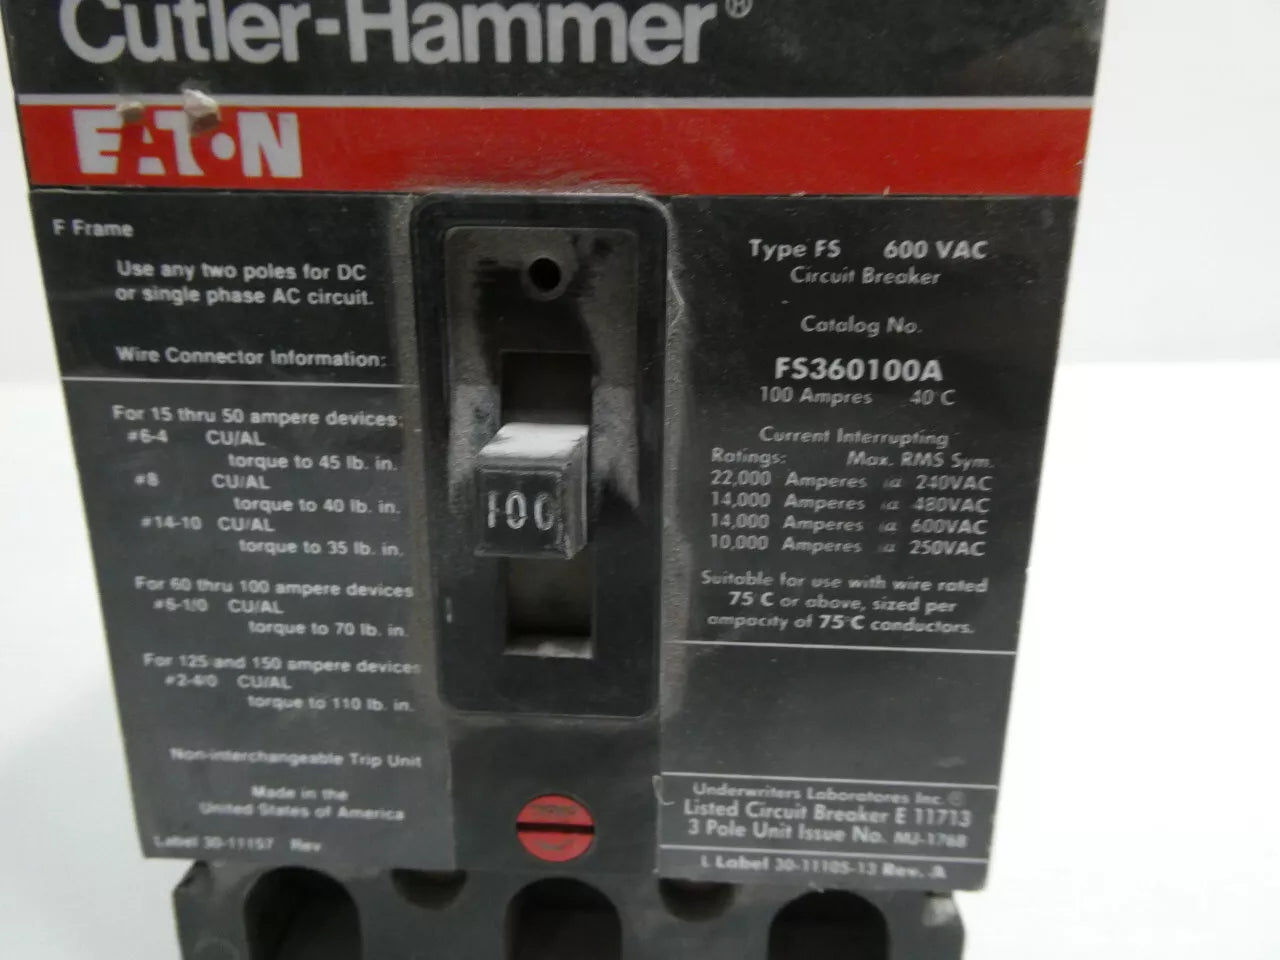 Cutler-Hammer®
EATON
F Frame
Use any two poles for DC
or single phase AC circuit.
Wire Connector Information:
For 15 thru 50 ampere devices:
#6-4 CU/AL
torque to 45 lb. in.
#8 CU/AL
torque to 40 lb. in.
#14-10 CU/AL
torque to 35 lb. in.
For 60 thru 100 ampere devices
#6-1/0 CU/AL
torque to 70 lb. in.
For 125 and 150 ampere devices
#2-4/0 CU/AL
torque to 110 lb. in.
Non-interchangeable Trip Unit
Made in the
United States of America
Label 30-11157 Rev
100
Type FS 600 VAC
Circuit Breaker
Catalog No.
FS360100A
100 Ampres 40°C
Current Interrupting
Ratings: Max. RMS Sym.
22,000 Amperes @ 240VAC
14,000 Amperes @ 480VAC
14,000 Amperes @ 600VAC
10,000 Amperes @ 250VAC
Suitable for use with wire rated
75 C or above, sized per
ampacity of 75°C conductors.
Underwriters Laboratores Inc.®
Listed Circuit Breaker E 11713
3 Pole Unit Issue No. MJ-1768
L Label 30-11105-13 Rev. A